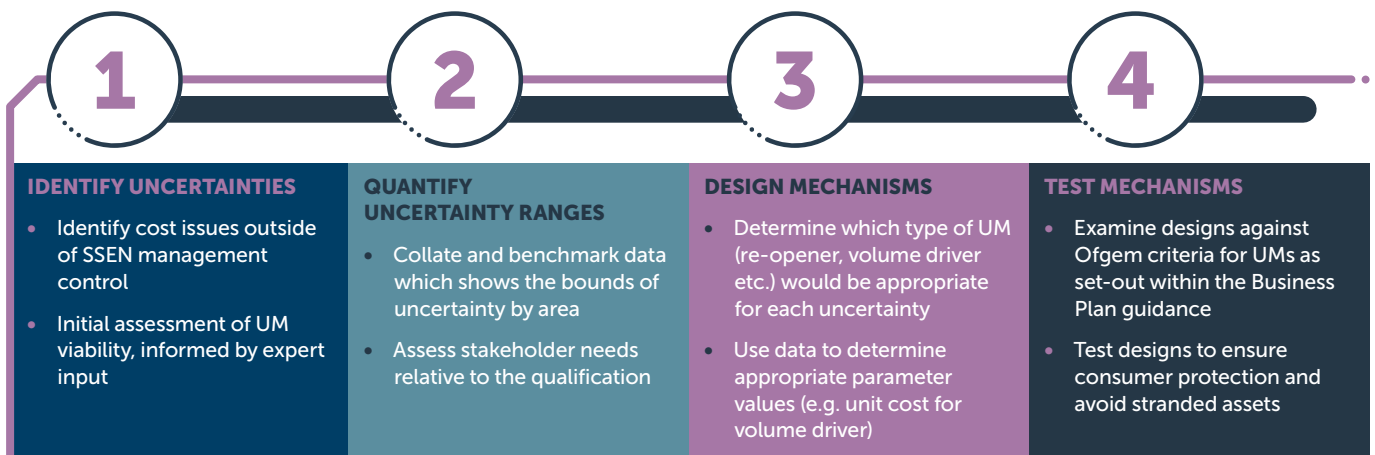 1
2
3
4
IDENTIFY UNCERTAINTIES
• Identify cost issues outside
of SSEN management
control
• Initial assessment of UM
viability, informed by expert
input
QUANTIFY
UNCERTAINTY RANGES
• Collate and benchmark data
which shows the bounds of
uncertainty by area
• Assess stakeholder needs
relative to the qualification
DESIGN MECHANISMS
• Determine which type of UM
(re-opener, volume driver
etc.) would be appropriate
for each uncertainty
• Use data to determine
appropriate parameter
values (e.g. unit cost for
volume driver)
TEST MECHANISMS
• Examine designs against
Ofgem criteria for UMs as
set-out within the Business
Plan guidance
• Test designs to ensure
consumer protection and
avoid stranded assets